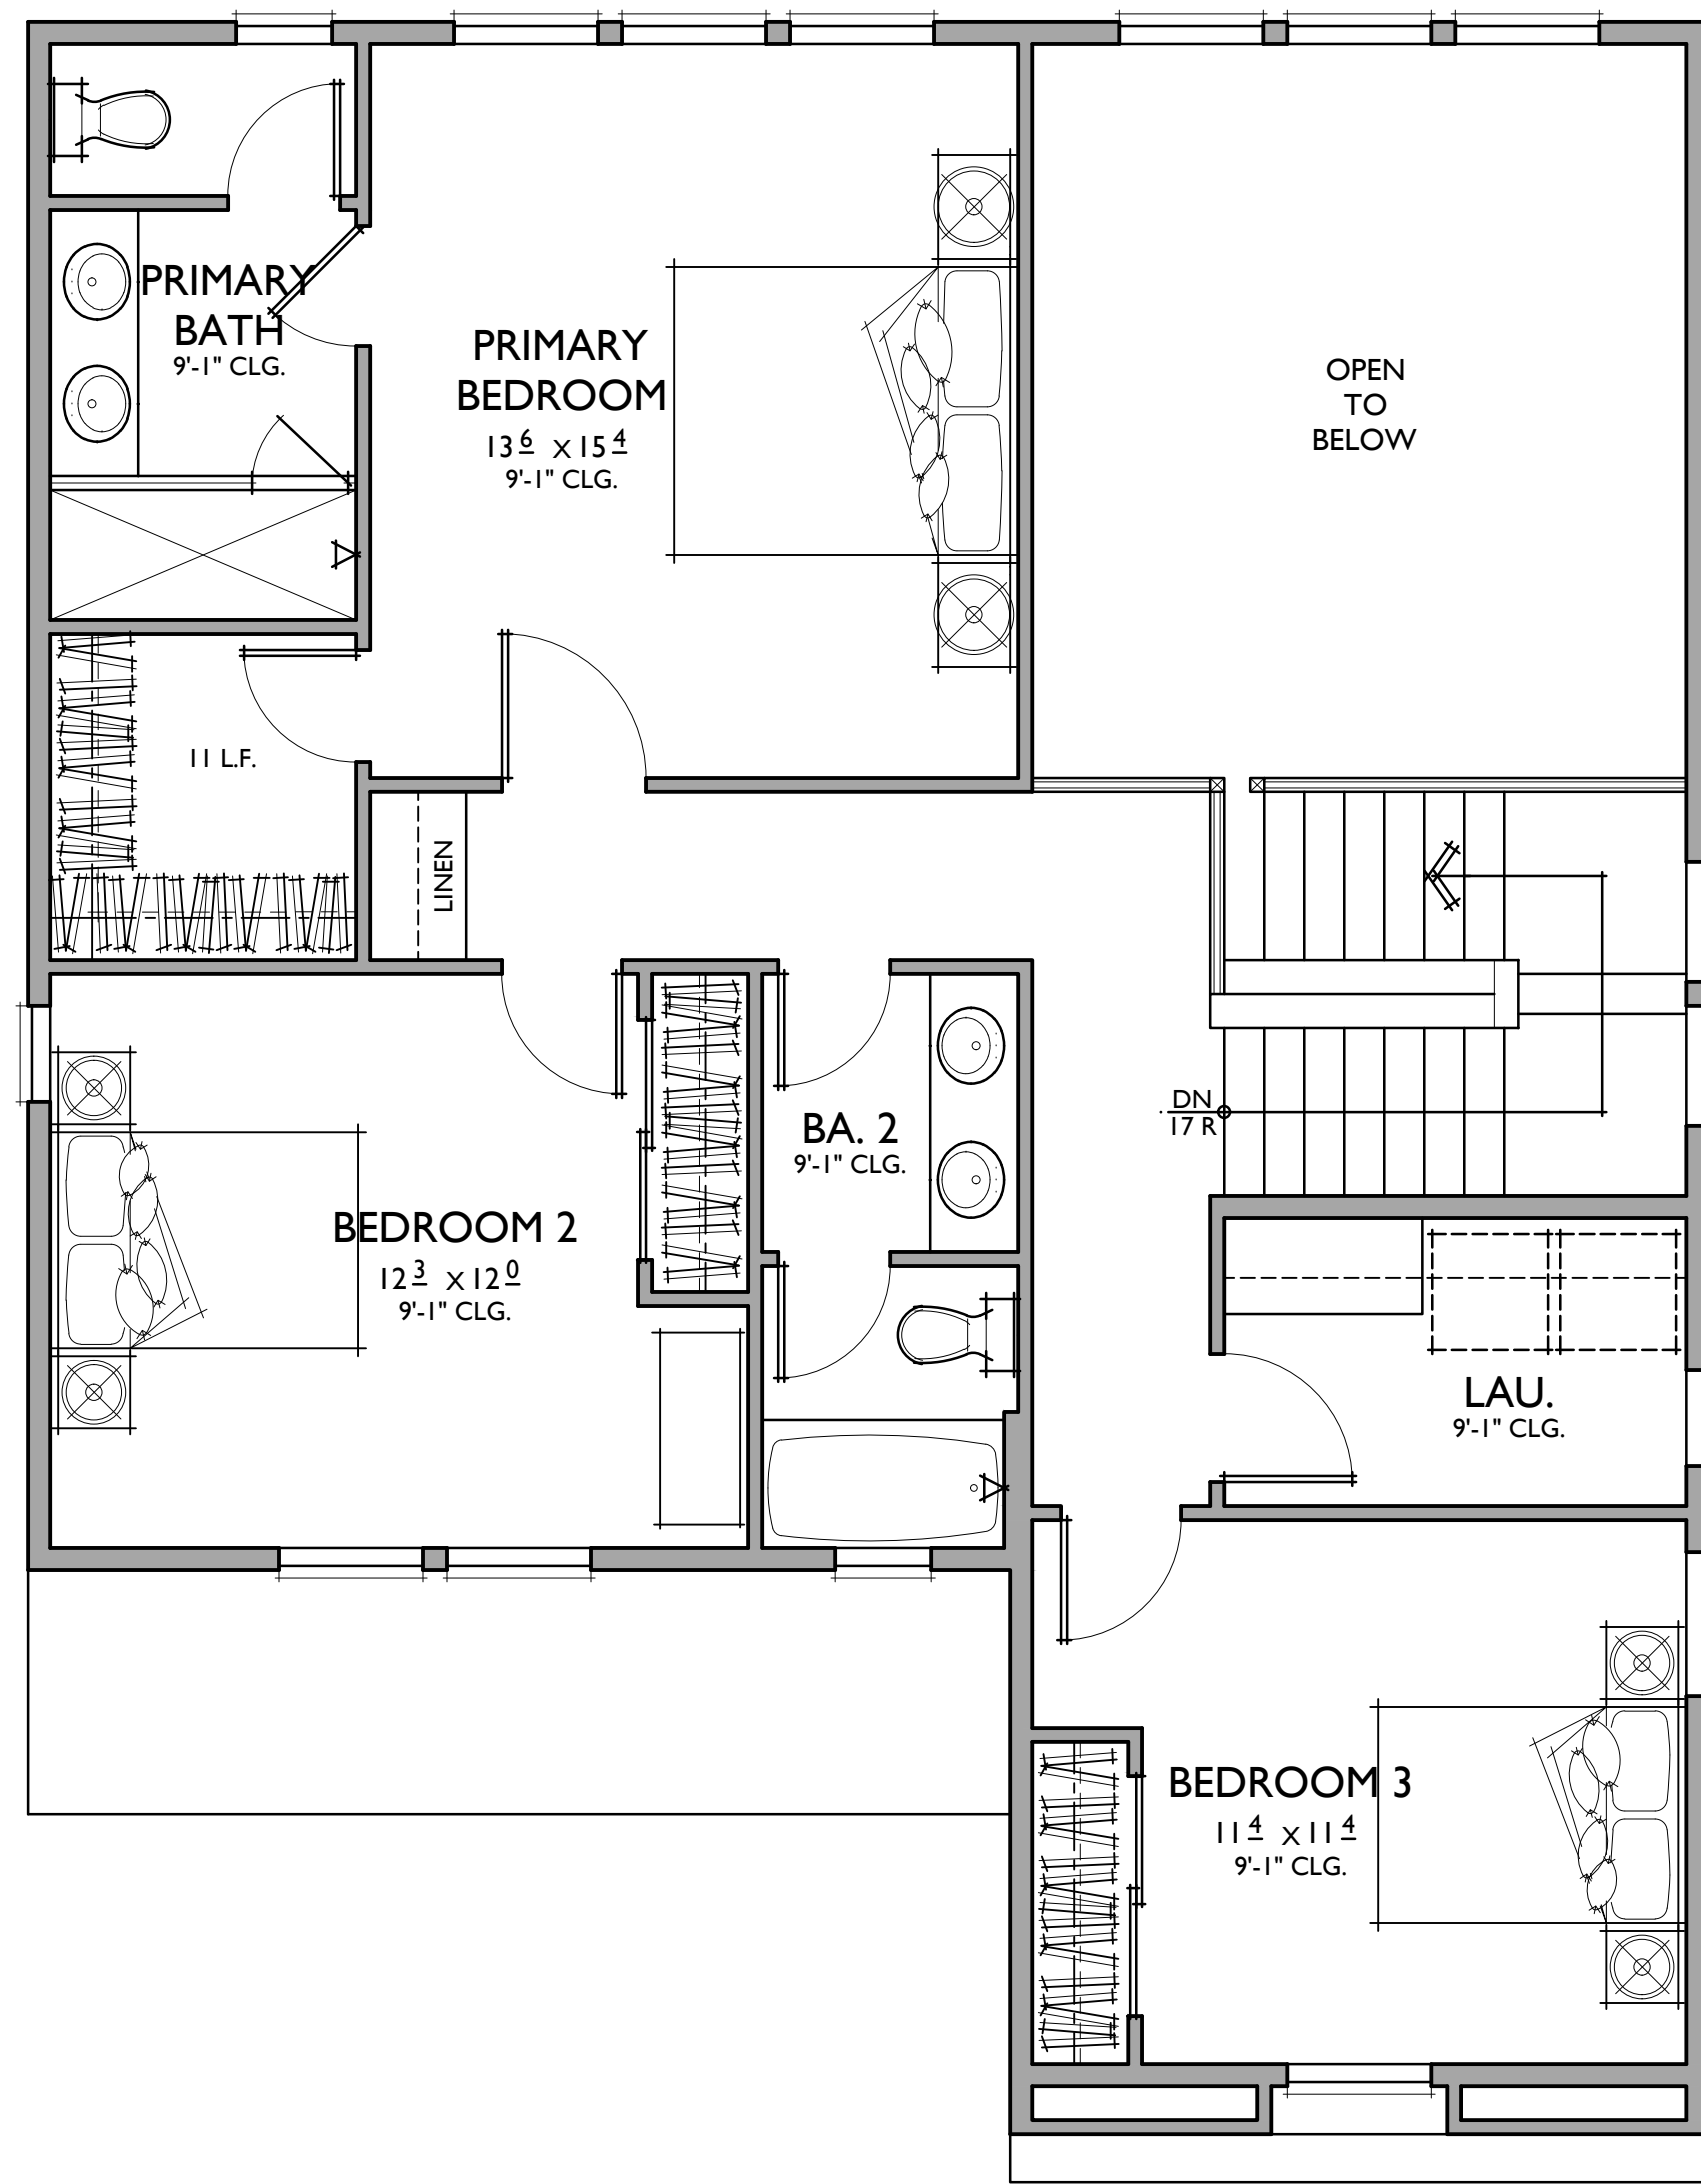 PRIMARY
BATH
9'-1" CLG.
PRIMARY
BEDROOM
13 6 X 15 4
9'-1" CLG.
OPEN
TO
BELOW
11 L.F.
LINEN
DN
17 R
BA. 2
9'-1" CLG.
BEDROOM 2
12 3 X 12 0
9'-1" CLG.
LAU.
9'-1" CLG.
BEDROOM 3
11 4 X 11 4
9'-1" CLG.